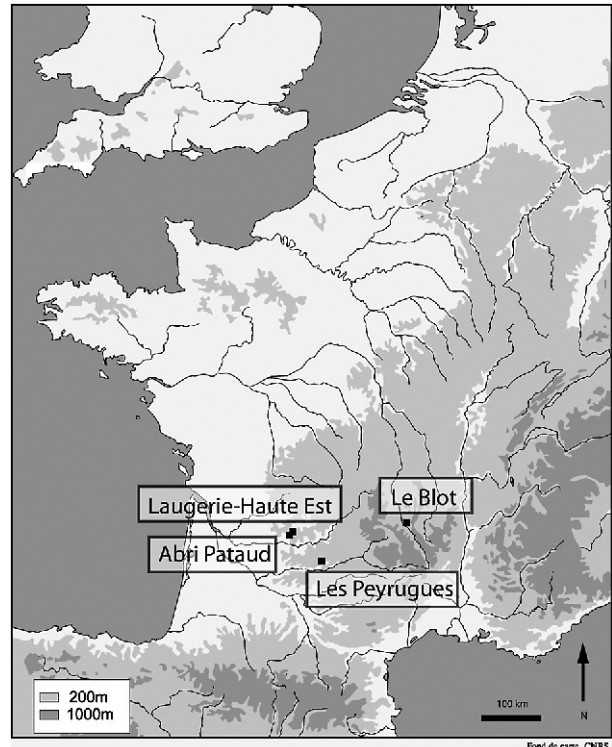 Le Blot
Laugerie-Haute Est
Abri Pataud
Les Peyrugues
200m
1000m
100 km
N
Fond de carte, CNRS